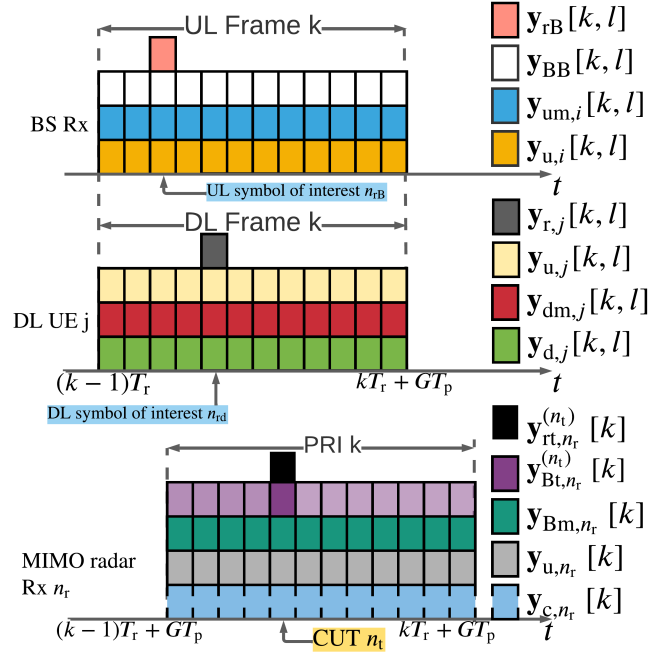 UL Frame k
BS Rx
t
UL symbol of interest n_rB
y_rB[k, l]
y_BB[k, l]
y_um,i[k, l]
y_u,i[k, l]
DL Frame k
DL UE j
(k − 1)T_r
kT_r + GT_p
t
DL symbol of interest n_rd
y_r,j[k, l]
y_u,j[k, l]
y_dm,j[k, l]
y_d,j[k, l]
PRI k
MIMO radar
Rx n_r
(k − 1)T_r + GT_p
kT_r + GT_p
t
CUT n_t
y_rt,n_r^(n_t) [k]
y_Bt,n_r^(n_t) [k]
y_Bm,n_r [k]
y_u,n_r [k]
y_c,n_r [k]